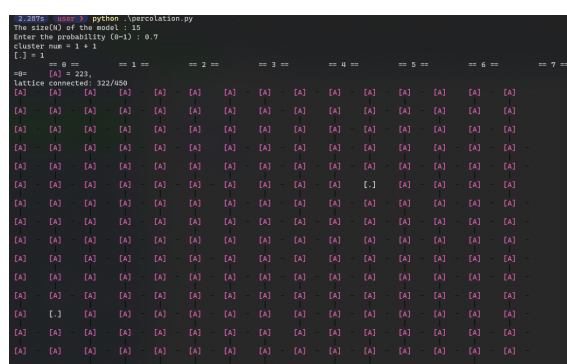 2.287s user ❯ python .\percolation.py
The size(N) of the model : 15
Enter the probability (0-1) : 0.7
cluster num = 1 + 1
[.] = 1
== 0 == == 1 == == 2 == == 3 == == 4 == == 5 == == 6 == == 7 =
=0= [A] = 223,
lattice connected: 322/450
[A] [A] [A] [A] [A] [A] [A] [A] [A] [A] [A] [A] [A] [A] [A]
[A] [A] [A] [A] [A] [A] [A] [A] [A] [A] [A] [A] [A] [A] [A]
[A] [A] [A] [A] [A] [A] [A] [A] [A] [A] [A] [A] [A] [A] [A]
[A] [A] [A] [A] [A] [A] [A] [A] [A] [A] [A] [A] [A] [A] [A]
[A] [A] [A] [A] [A] [A] [A] [A] [A] [A] [A] [A] [A] [A] [A]
[A] [A] [A] [A] [A] [A] [A] [A] [A] [A] [.] [A] [A] [A] [A]
[A] [A] [A] [A] [A] [A] [A] [A] [A] [A] [A] [A] [A] [A] [A]
[A] [A] [A] [A] [A] [A] [A] [A] [A] [A] [A] [A] [A] [A] [A]
[A] [A] [A] [A] [A] [A] [A] [A] [A] [A] [A] [A] [A] [A] [A]
[A] [A] [A] [A] [A] [A] [A] [A] [A] [A] [A] [A] [A] [A] [A]
[A] [A] [A] [A] [A] [A] [A] [A] [A] [A] [A] [A] [A] [A] [A]
[A] [A] [A] [A] [A] [A] [A] [A] [A] [A] [A] [A] [A] [A] [A]
[A] [.] [A] [A] [A] [A] [A] [A] [A] [A] [A] [A] [A] [A] [A]
[A] [A] [A] [A] [A] [A] [A] [A] [A] [A] [A] [A] [A] [A] [A]
[A] [A] [A] [A] [A] [A] [A] [A] [A] [A] [A] [A] [A] [A] [A]